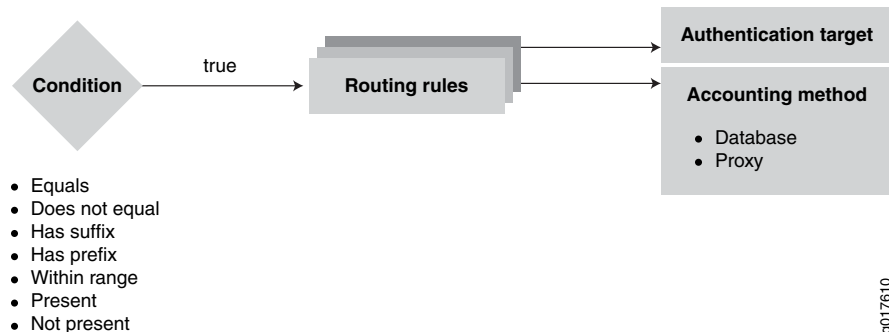 Condition
true
Routing rules
Authentication target
Accounting method
• Database
• Proxy
• Equals
• Does not equal
• Has suffix
• Has prefix
• Within range
• Present
• Not present
g017610